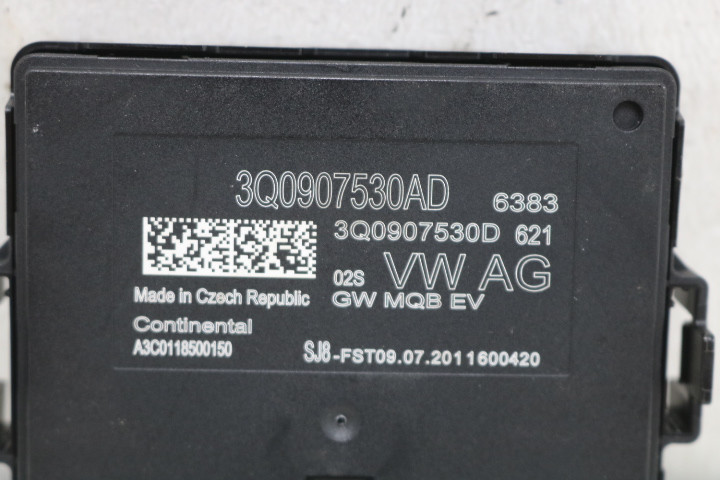 3Q0907530AD 6383
3Q0907530D 621
02S VW AG
Made in Czech Republic GW MQB EV
Continental
A3C0118500150 SJ8-FST09.07.2011600420